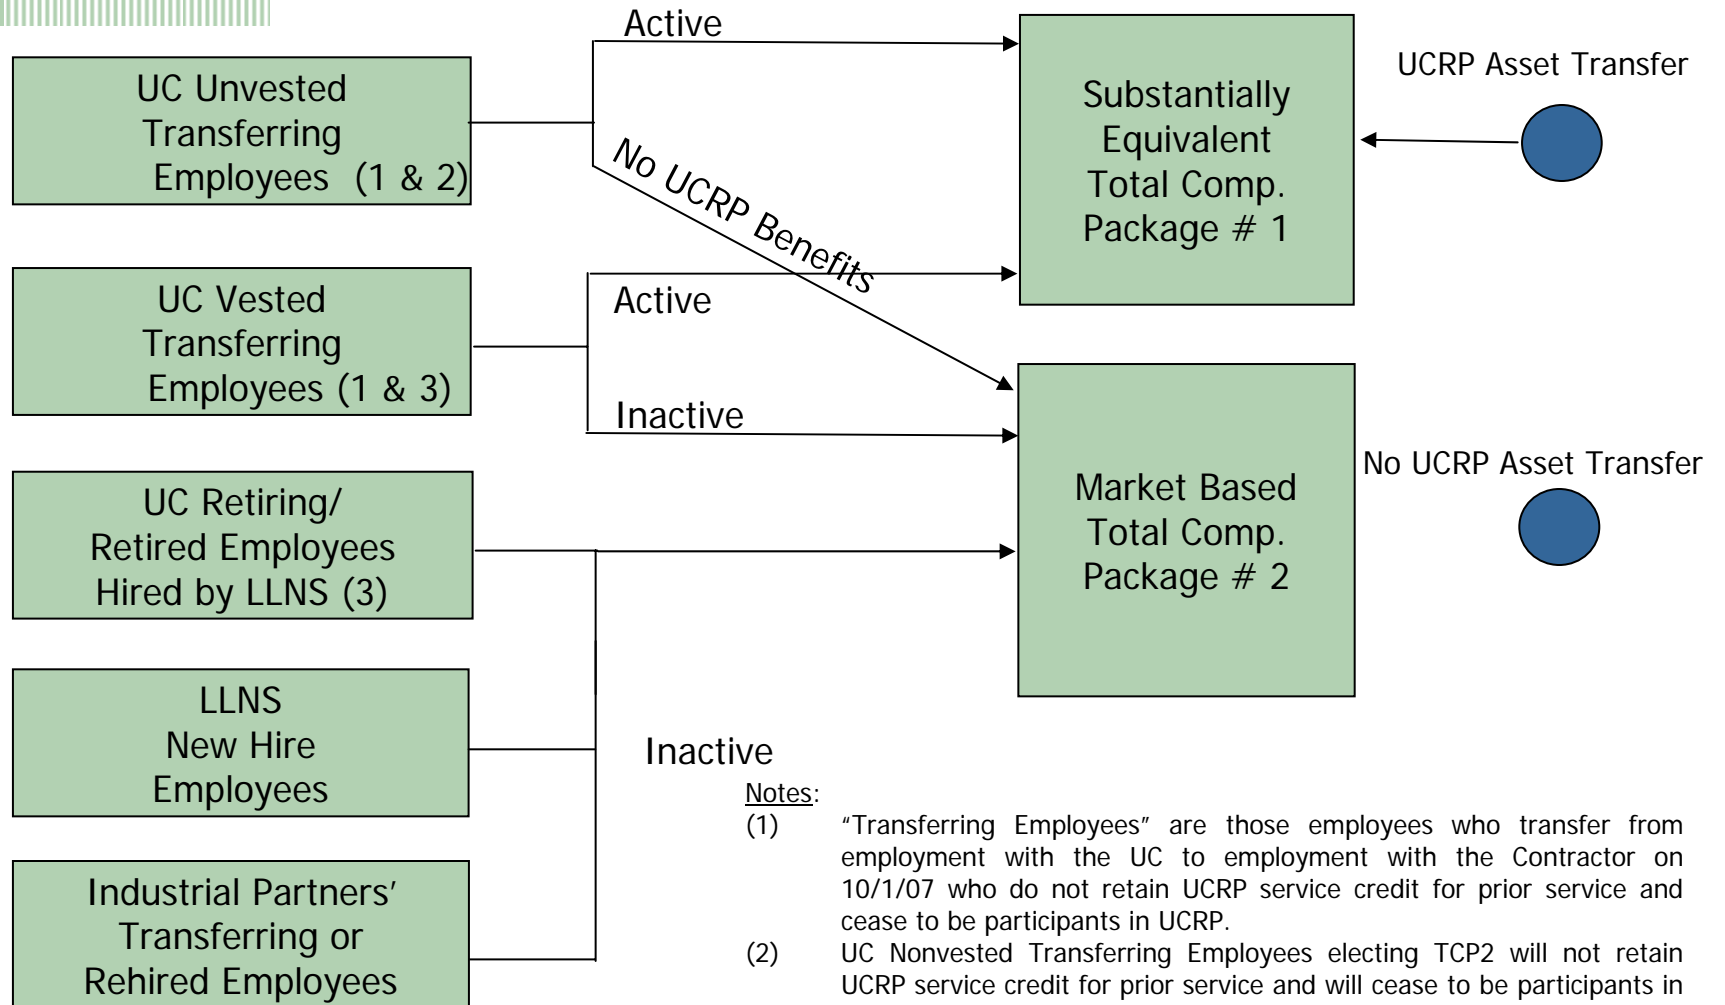 Active
UCRP Asset Transfer
UC Unvested
Transferring
Employees (1 & 2)
Substantially
Equivalent
Total Comp.
Package # 1
No UCRP Benefits
UC Vested
Transferring
Employees (1 & 3)
Active
Inactive
No UCRP Asset Transfer
Market Based
Total Comp.
Package # 2
UC Retiring/
Retired Employees
Hired by LLNS (3)
LLNS
New Hire
Employees
Inactive
Industrial Partners’
Transferring or
Rehired Employees
Notes:
(1) “Transferring Employees” are those employees who transfer from
employment with the UC to employment with the Contractor on
10/1/07 who do not retain UCRP service credit for prior service and
cease to be participants in UCRP.
(2) UC Nonvested Transferring Employees electing TCP2 will not retain
UCRP service credit for prior service and will cease to be participants in